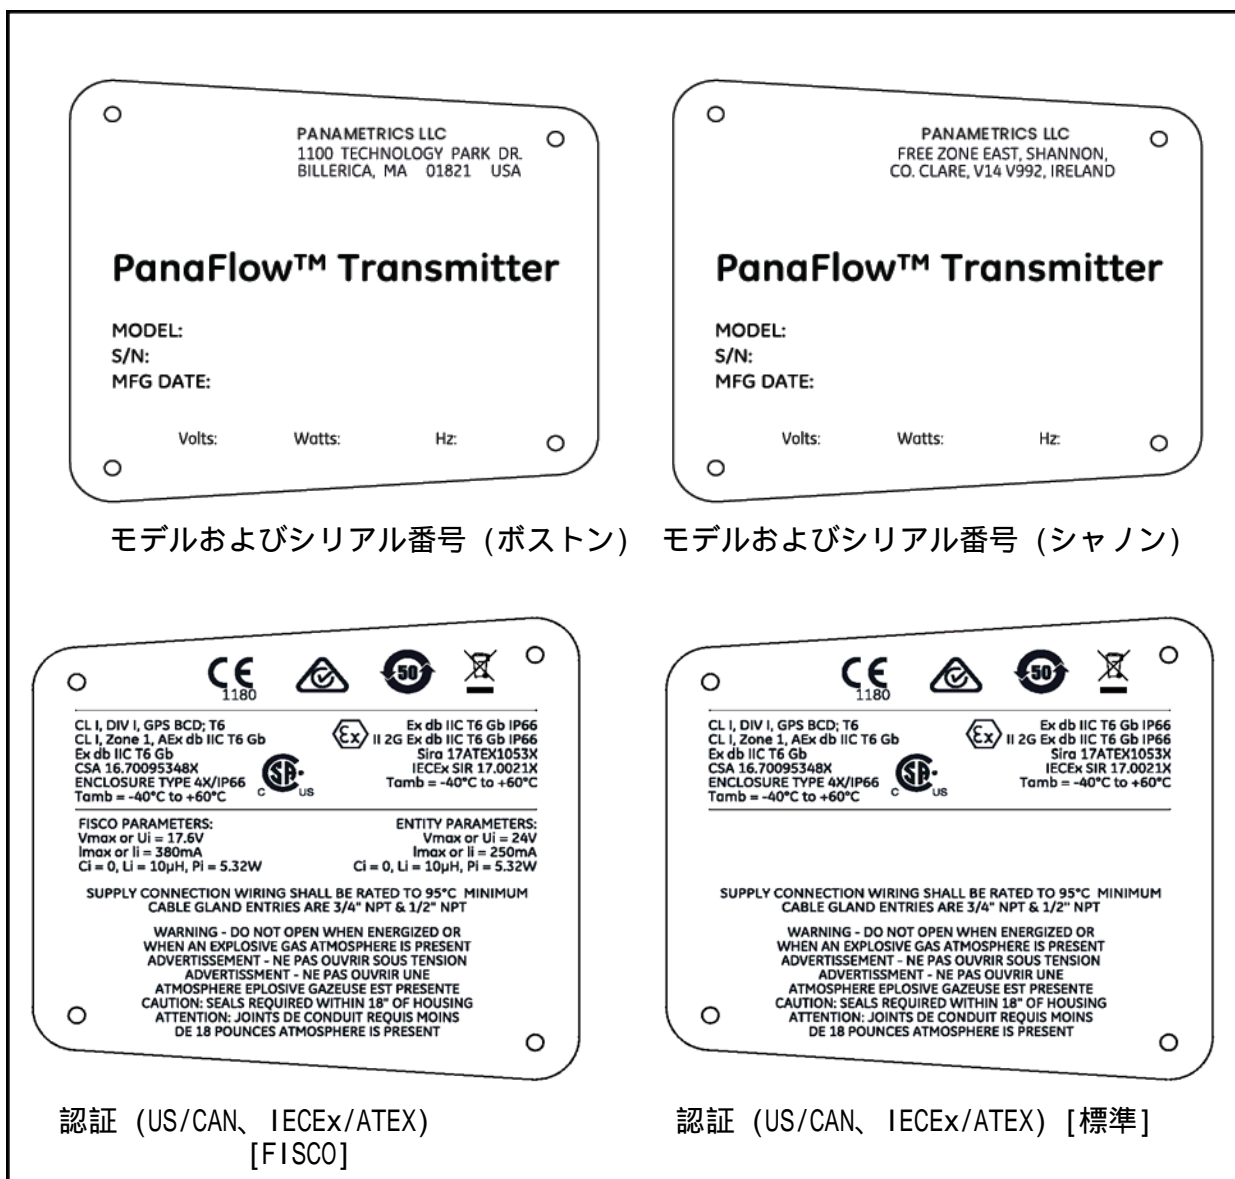 PANAMETRICS LLC
1100 TECHNOLOGY PARK DR.
BILLERICA, MA 01821 USA
PanaFlow™ Transmitter
MODEL:
S/N:
MFG DATE:
Volts: Watts: Hz:
モデルおよびシリアル番号 (ボストン)
PANAMETRICS LLC
FREE ZONE EAST, SHANNON,
CO. CLARE, V14 V992, IRELAND
PanaFlow™ Transmitter
MODEL:
S/N:
MFG DATE:
Volts: Watts: Hz:
モデルおよびシリアル番号 (シャノン)
CE
1180
50
CL I, DIV I, GPS BCD; T6
CL I, Zone 1, AEx db IIC T6 Gb
Ex db IIC T6 Gb
CSA 16.70095348X
ENCLOSURE TYPE 4X/IP66
Tamb = -40°C to +60°C
C SA US
Ex
Ex db IIC T6 Gb IP66
II 2G Ex db IIC T6 Gb IP66
Sira 17ATEX1053X
IECEx SIR 17.0021X
Tamb = -40°C to +60°C
FISCO PARAMETERS:
Vmax or Ui = 17.6V
Imax or Ii = 380mA
Ci = 0, Li = 10µH, Pi = 5.32W
ENTITY PARAMETERS:
Vmax or Ui = 24V
Imax or Ii = 250mA
Ci = 0, Li = 10µH, Pi = 5.32W
SUPPLY CONNECTION WIRING SHALL BE RATED TO 95°C MINIMUM
CABLE GLAND ENTRIES ARE 3/4" NPT & 1/2" NPT
WARNING - DO NOT OPEN WHEN ENERGIZED OR
WHEN AN EXPLOSIVE GAS ATMOSPHERE IS PRESENT
ADVERTISSEMENT - NE PAS OUVRIR SOUS TENSION
ADVERTISSMENT - NE PAS OUVRIR UNE
ATMOSPHERE EPLOSIVE GAZEUSE EST PRESENTE
CAUTION: SEALS REQUIRED WITHIN 18" OF HOUSING
ATTENTION: JOINTS DE CONDUIT REQUIS MOINS
DE 18 POUNCES ATMOSPHERE IS PRESENT
認証 (US/CAN、IECEx/ATEX)
[FISCO]
CE
1180
50
CL I, DIV I, GPS BCD; T6
CL I, Zone 1, AEx db IIC T6 Gb
Ex db IIC T6 Gb
CSA 16.70095348X
ENCLOSURE TYPE 4X/IP66
Tamb = -40°C to +60°C
C SA US
Ex
Ex db IIC T6 Gb IP66
II 2G Ex db IIC T6 Gb IP66
Sira 17ATEX1053X
IECEx SIR 17.0021X
Tamb = -40°C to +60°C
SUPPLY CONNECTION WIRING SHALL BE RATED TO 95°C MINIMUM
CABLE GLAND ENTRIES ARE 3/4" NPT & 1/2" NPT
WARNING - DO NOT OPEN WHEN ENERGIZED OR
WHEN AN EXPLOSIVE GAS ATMOSPHERE IS PRESENT
ADVERTISSEMENT - NE PAS OUVRIR SOUS TENSION
ADVERTISSMENT - NE PAS OUVRIR UNE
ATMOSPHERE EPLOSIVE GAZEUSE EST PRESENTE
CAUTION: SEALS REQUIRED WITHIN 18" OF HOUSING
ATTENTION: JOINTS DE CONDUIT REQUIS MOINS
DE 18 POUNCES ATMOSPHERE IS PRESENT
認証 (US/CAN、IECEx/ATEX) [標準]